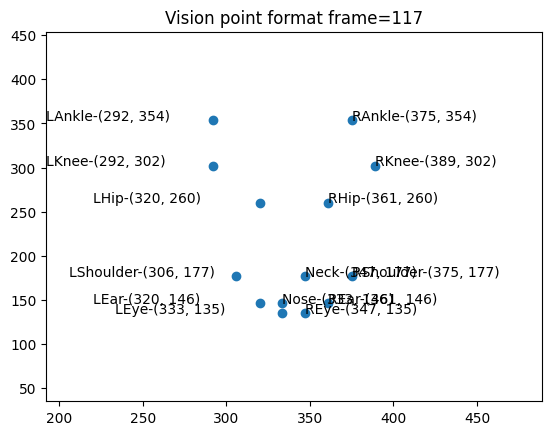 Vision point format frame=117
450
400
350
300
250
200
150
100
50
LAnkle-(292, 354)
RAnkle-(375, 354)
LKnee-(292, 302)
RKnee-(389, 302)
LHip-(320, 260)
RHip-(361, 260)
LShoulder-(306, 177)
Neck-(347, 177)
RShoulder-(375, 177)
LEar-(320, 146)
Nose-(333, 146)
REar-(361, 146)
LEye-(333, 135)
REye-(347, 135)
200 250 300 350 400 450